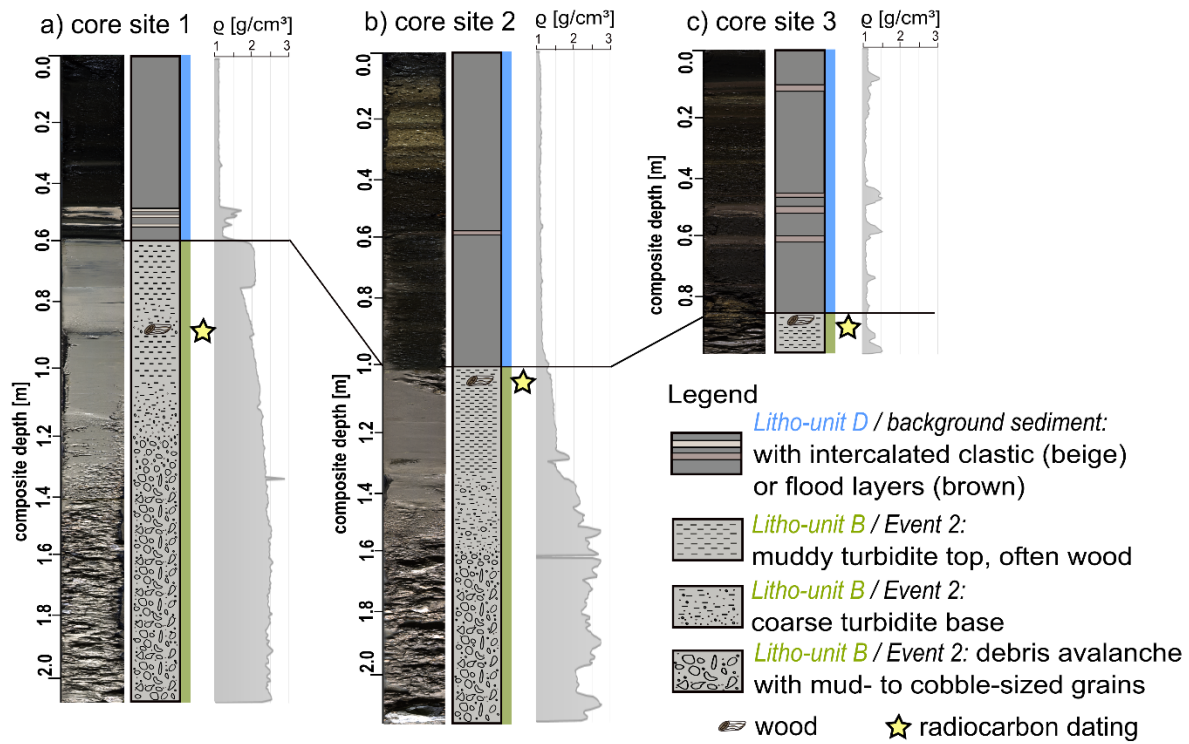 a) core site 1
ϱ [g/cm³]
1 2 3
composite depth [m]
0.0
0.2
0.4
0.6
0.8
1.0
1.2
1.4
1.6
1.8
2.0
b) core site 2
ϱ [g/cm³]
1 2 3
composite depth [m]
0.0
0.2
0.4
0.6
0.8
1.0
1.2
1.4
1.6
1.8
2.0
c) core site 3
ϱ [g/cm³]
1 2 3
composite depth [m]
0.0
0.2
0.4
0.6
0.8
Legend
Litho-unit D / background sediment:
with intercalated clastic (beige)
or flood layers (brown)
Litho-unit B / Event 2:
muddy turbidite top, often wood
Litho-unit B / Event 2:
coarse turbidite base
Litho-unit B / Event 2: debris avalanche
with mud- to cobble-sized grains
wood
radiocarbon dating